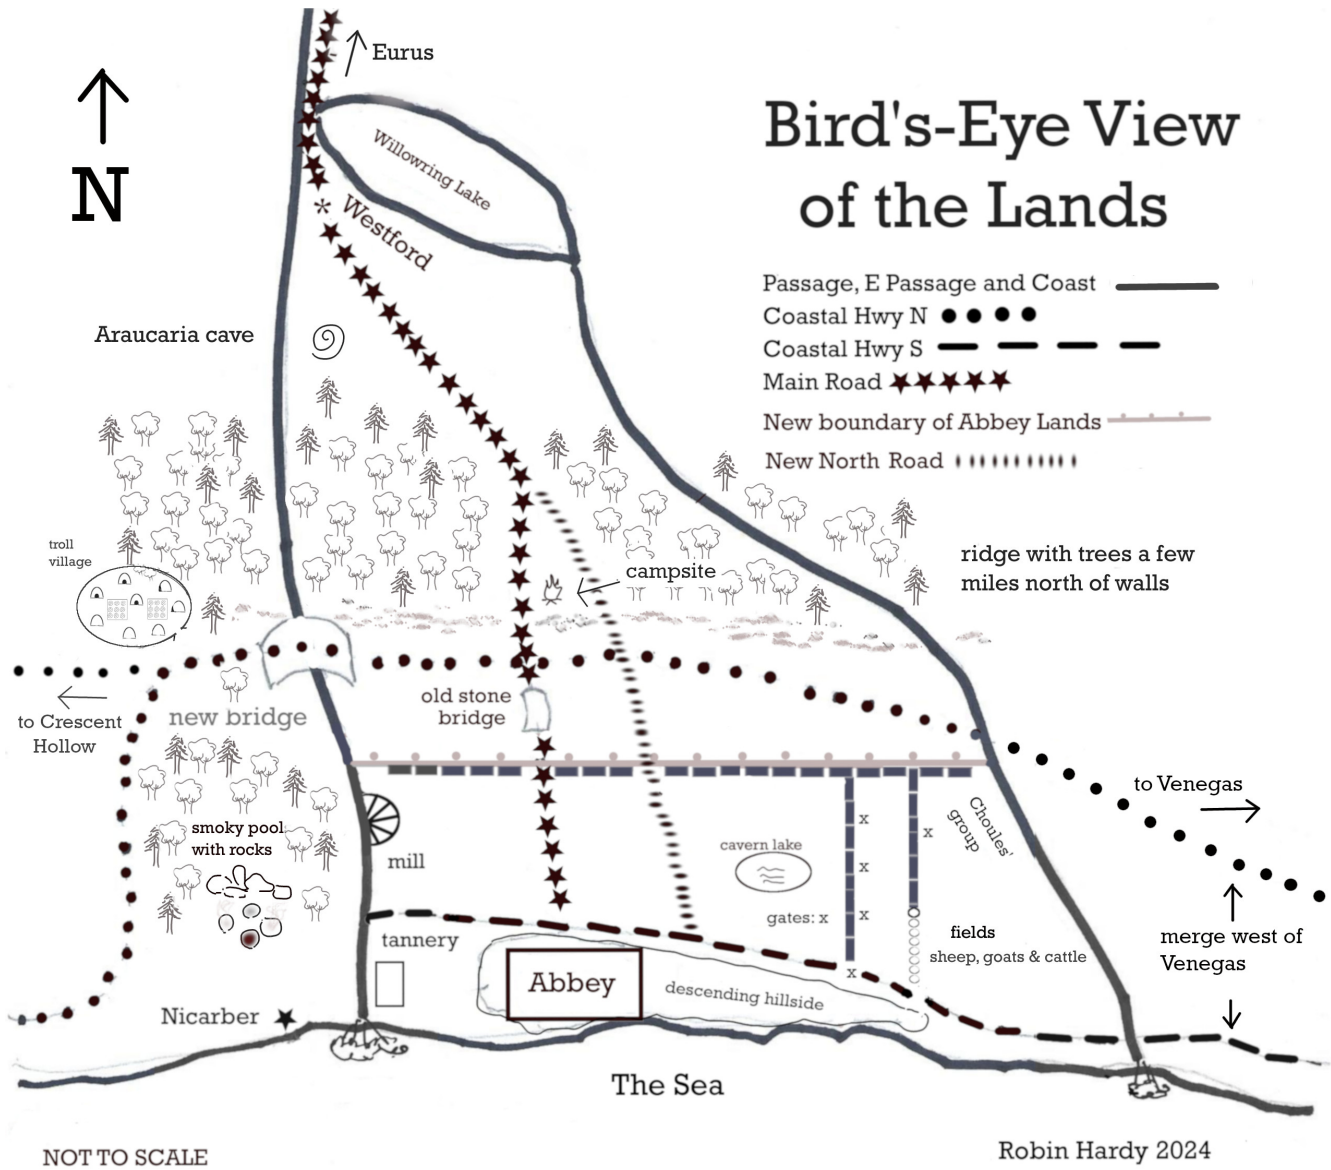 Eurus
N
Bird's-Eye View
of the Lands
Willowring Lake
Westford
Passage, E Passage and Coast
Coastal Hwy N
Coastal Hwy S
Main Road
New boundary of Abbey Lands
New North Road
Araucaria cave
troll
village
campsite
ridge with trees a few
miles north of walls
to Crescent
Hollow
new bridge
old stone
bridge
to Venegas
Choules'
group
smoky pool
with rocks
mill
cavern lake
x
x
x
x
gates: x
x
x
tannery
fields
sheep, goats & cattle
merge west of
Venegas
Abbey
descending hillside
Nicarber
The Sea
NOT TO SCALE
Robin Hardy 2024